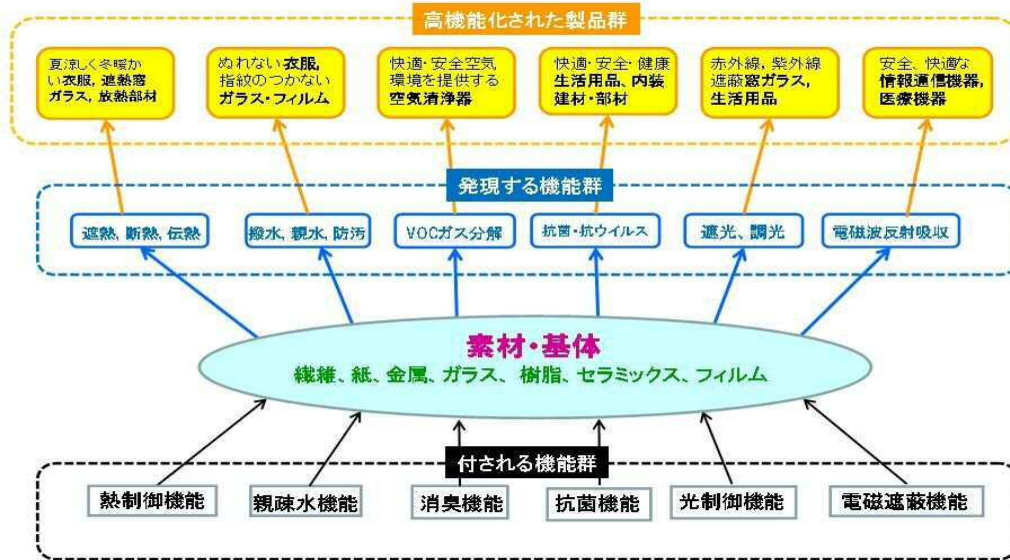 高機能化された製品群
夏涼しく冬暖か
い衣服, 遮熱窓
ガラス, 放熱部材
ぬれない衣服,
指紋のつかない
ガラス・フィルム
快適・安全空気
環境を提供する
空気清浄器
快適・安全・健康
生活用品、内装
建材・部材
赤外線, 紫外線
遮蔽窓ガラス,
生活用品
安全、快適な
情報通信機器,
医療機器
発現する機能群
遮熱, 断熱, 伝熱
撥水, 親水, 防汚
VOCガス分解
抗菌・抗ウイルス
遮光、調光
電磁波反射吸収
素材・基体
繊維、紙、金属、ガラス、樹脂、セラミックス、フィルム
付される機能群
熱制御機能
親疎水機能
消臭機能
抗菌機能
光制御機能
電磁遮蔽機能